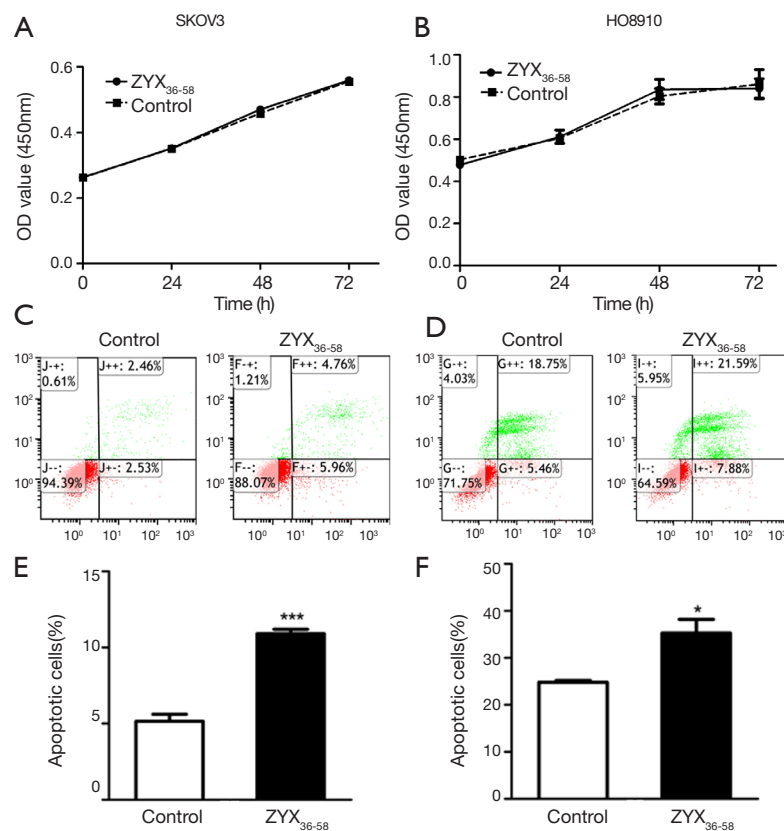 A
SKOV3
OD value (450nm)
0.6
0.4
0.2
0.0
ZYX36-58
Control
0 24 48 72
Time (h)
B
HO8910
OD value (450nm)
1.0
0.8
0.6
0.4
0.2
0.0
ZYX36-58
Control
0 24 48 72
Time (h)
C
Control
10³
10²
10¹
10⁰
J-+: 0.61%
J++: 2.46%
J--: 94.39%
J+-: 2.53%
10⁰ 10¹ 10² 10³
ZYX36-58
10³
10²
10¹
10⁰
F-+: 1.21%
F++: 4.76%
F--: 88.07%
F+-: 5.96%
10⁰ 10¹ 10² 10³
D
Control
10³
10²
10¹
10⁰
G-+: 4.03%
G++: 18.75%
G--: 71.75%
G+-: 5.46%
10⁰ 10¹ 10² 10³
ZYX36-58
10³
10²
10¹
10⁰
I-+: 5.95%
I++: 21.59%
I--: 64.59%
I+-: 7.88%
10⁰ 10¹ 10² 10³
E
Apoptotic cells(%)
15
10
5
0
***
Control
ZYX36-58
F
Apoptotic cells(%)
50
40
30
20
10
0
*
Control
ZYX36-58